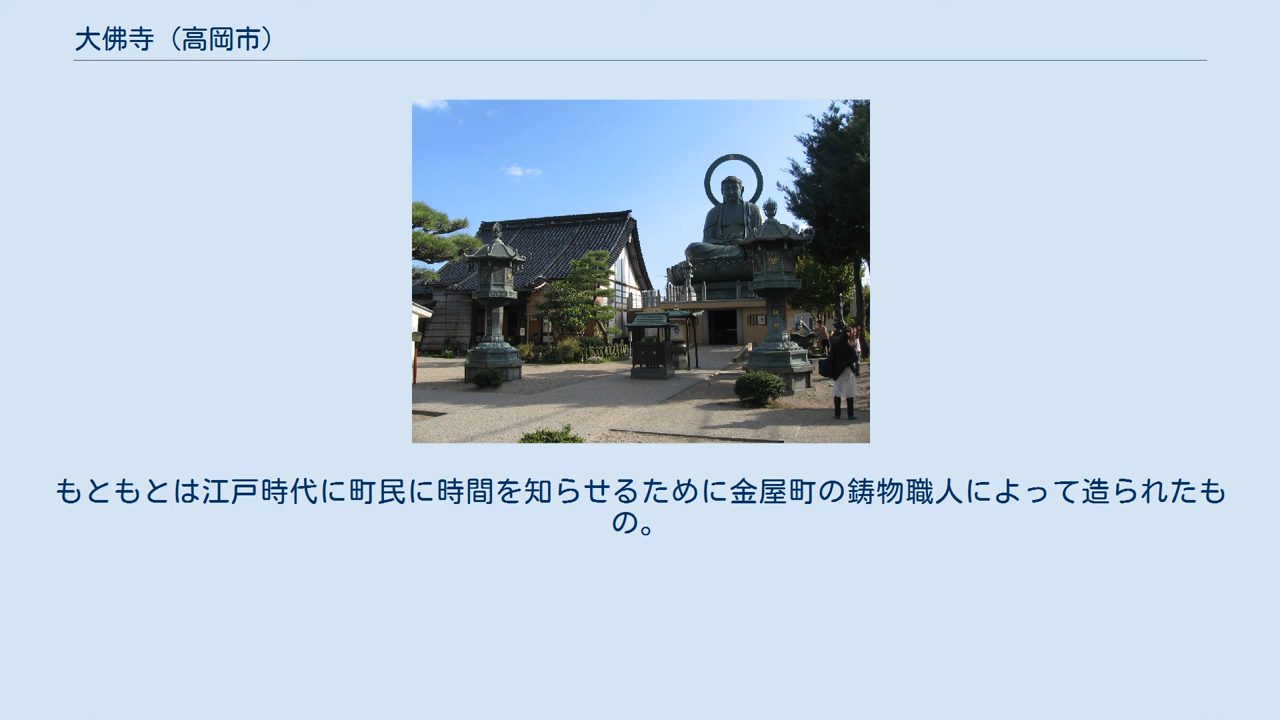 大佛寺（高岡市）
もともとは江戸時代に町民に時間を知らせるために金屋町の鋳物職人によって造られたも
の。